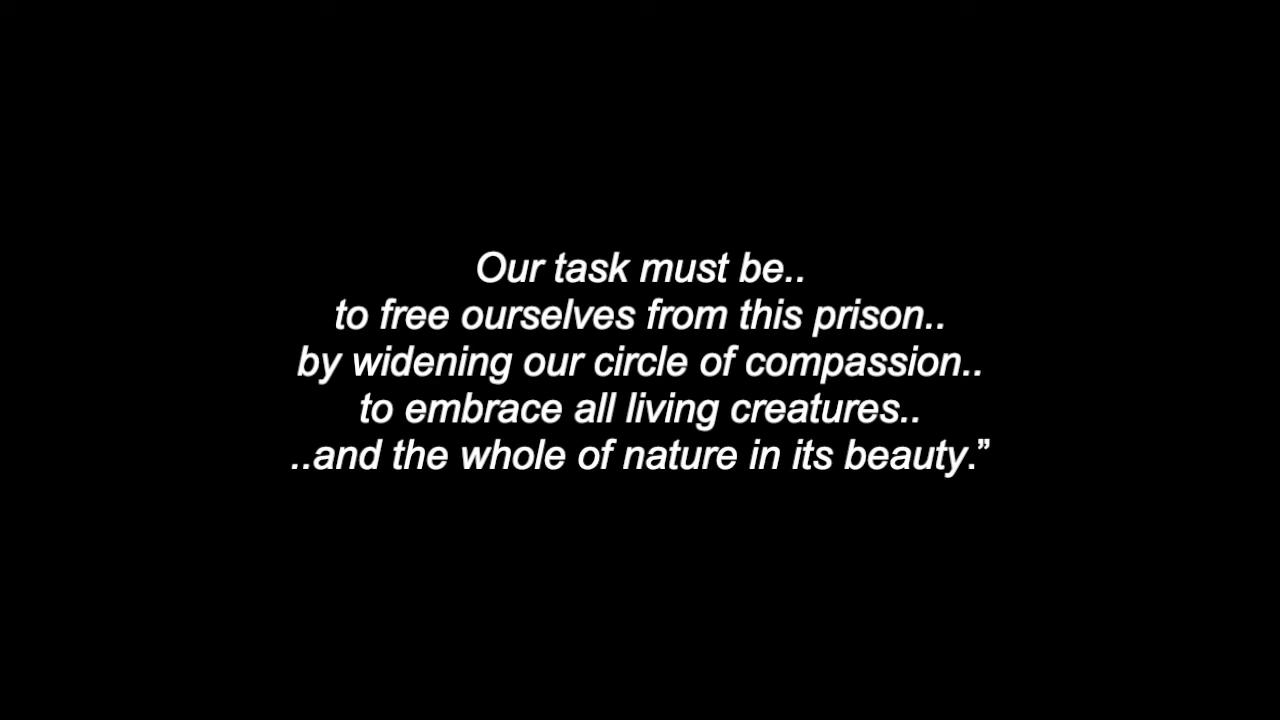 Our task must be..
to free ourselves from this prison..
by widening our circle of compassion..
to embrace all living creatures..
..and the whole of nature in its beauty.”